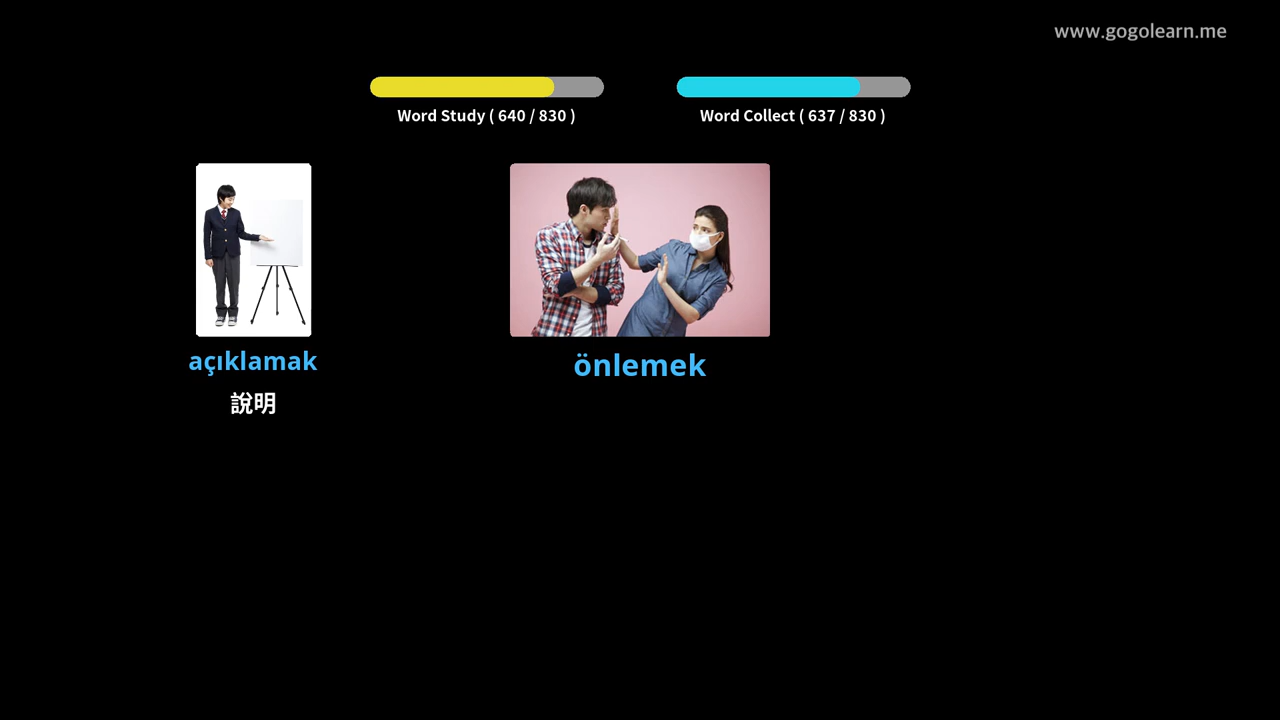 www.gogolearn.me
Word Study ( 640 / 830 )
Word Collect ( 637 / 830 )
açıklamak
說明
önlemek